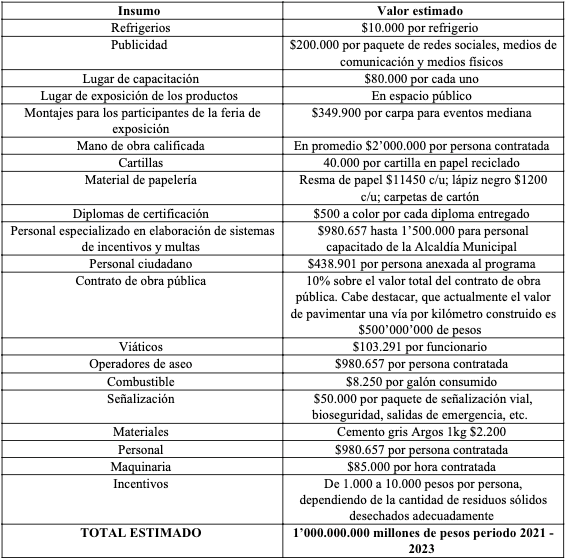 Insumo Valor estimado
Refrigerios $10.000 por refrigerio
Publicidad $200.000 por paquete de redes sociales, medios de
comunicación y medios físicos
Lugar de capacitación $80.000 por cada uno
Lugar de exposición de los productos En espacio público
Montajes para los participantes de la feria de $349.900 por carpa para eventos mediana
exposición
Mano de obra calificada En promedio $2’000.000 por persona contratada
Cartillas 40.000 por cartilla en papel reciclado
Material de papelería Resma de papel $11450 c/u; lápiz negro $1200
c/u; carpetas de cartón
Diplomas de certificación $500 a color por cada diploma entregado
Personal especializado en elaboración de sistemas $980.657 hasta 1’500.000 para personal
de incentivos y multas capacitado de la Alcaldía Municipal
Personal ciudadano $438.901 por persona anexada al programa
Contrato de obra pública 10% sobre el valor total del contrato de obra
pública. Cabe destacar, que actualmente el valor
de pavimentar una vía por kilómetro construido es
$500’000’000 de pesos
Viáticos $103.291 por funcionario
Operadores de aseo $980.657 por persona contratada
Combustible $8.250 por galón consumido
Señalización $50.000 por paquete de señalización vial,
bioseguridad, salidas de emergencia, etc.
Materiales Cemento gris Argos 1kg $2.200
Personal $980.657 por persona contratada
Maquinaria $85.000 por hora contratada
Incentivos De 1.000 a 10.000 pesos por persona,
dependiendo de la cantidad de residuos sólidos
desechados adecuadamente
TOTAL ESTIMADO 1’000.000.000 millones de pesos periodo 2021 -
2023